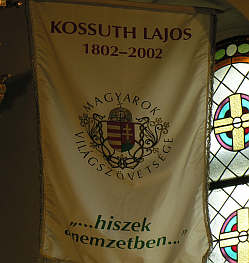 KOSSUTH LAJOS
1802–2002
MAGYAROK
VILÁGSZÖVETSÉGE
„...hiszek
a nemzetben..."